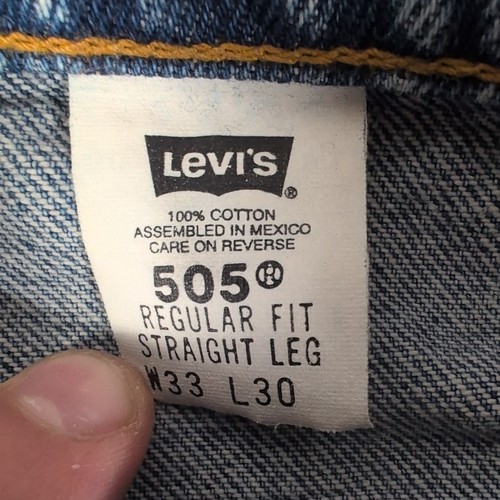 Levi's®
100% COTTON
ASSEMBLED IN MEXICO
CARE ON REVERSE
505®
REGULAR FIT
STRAIGHT LEG
W33 L30